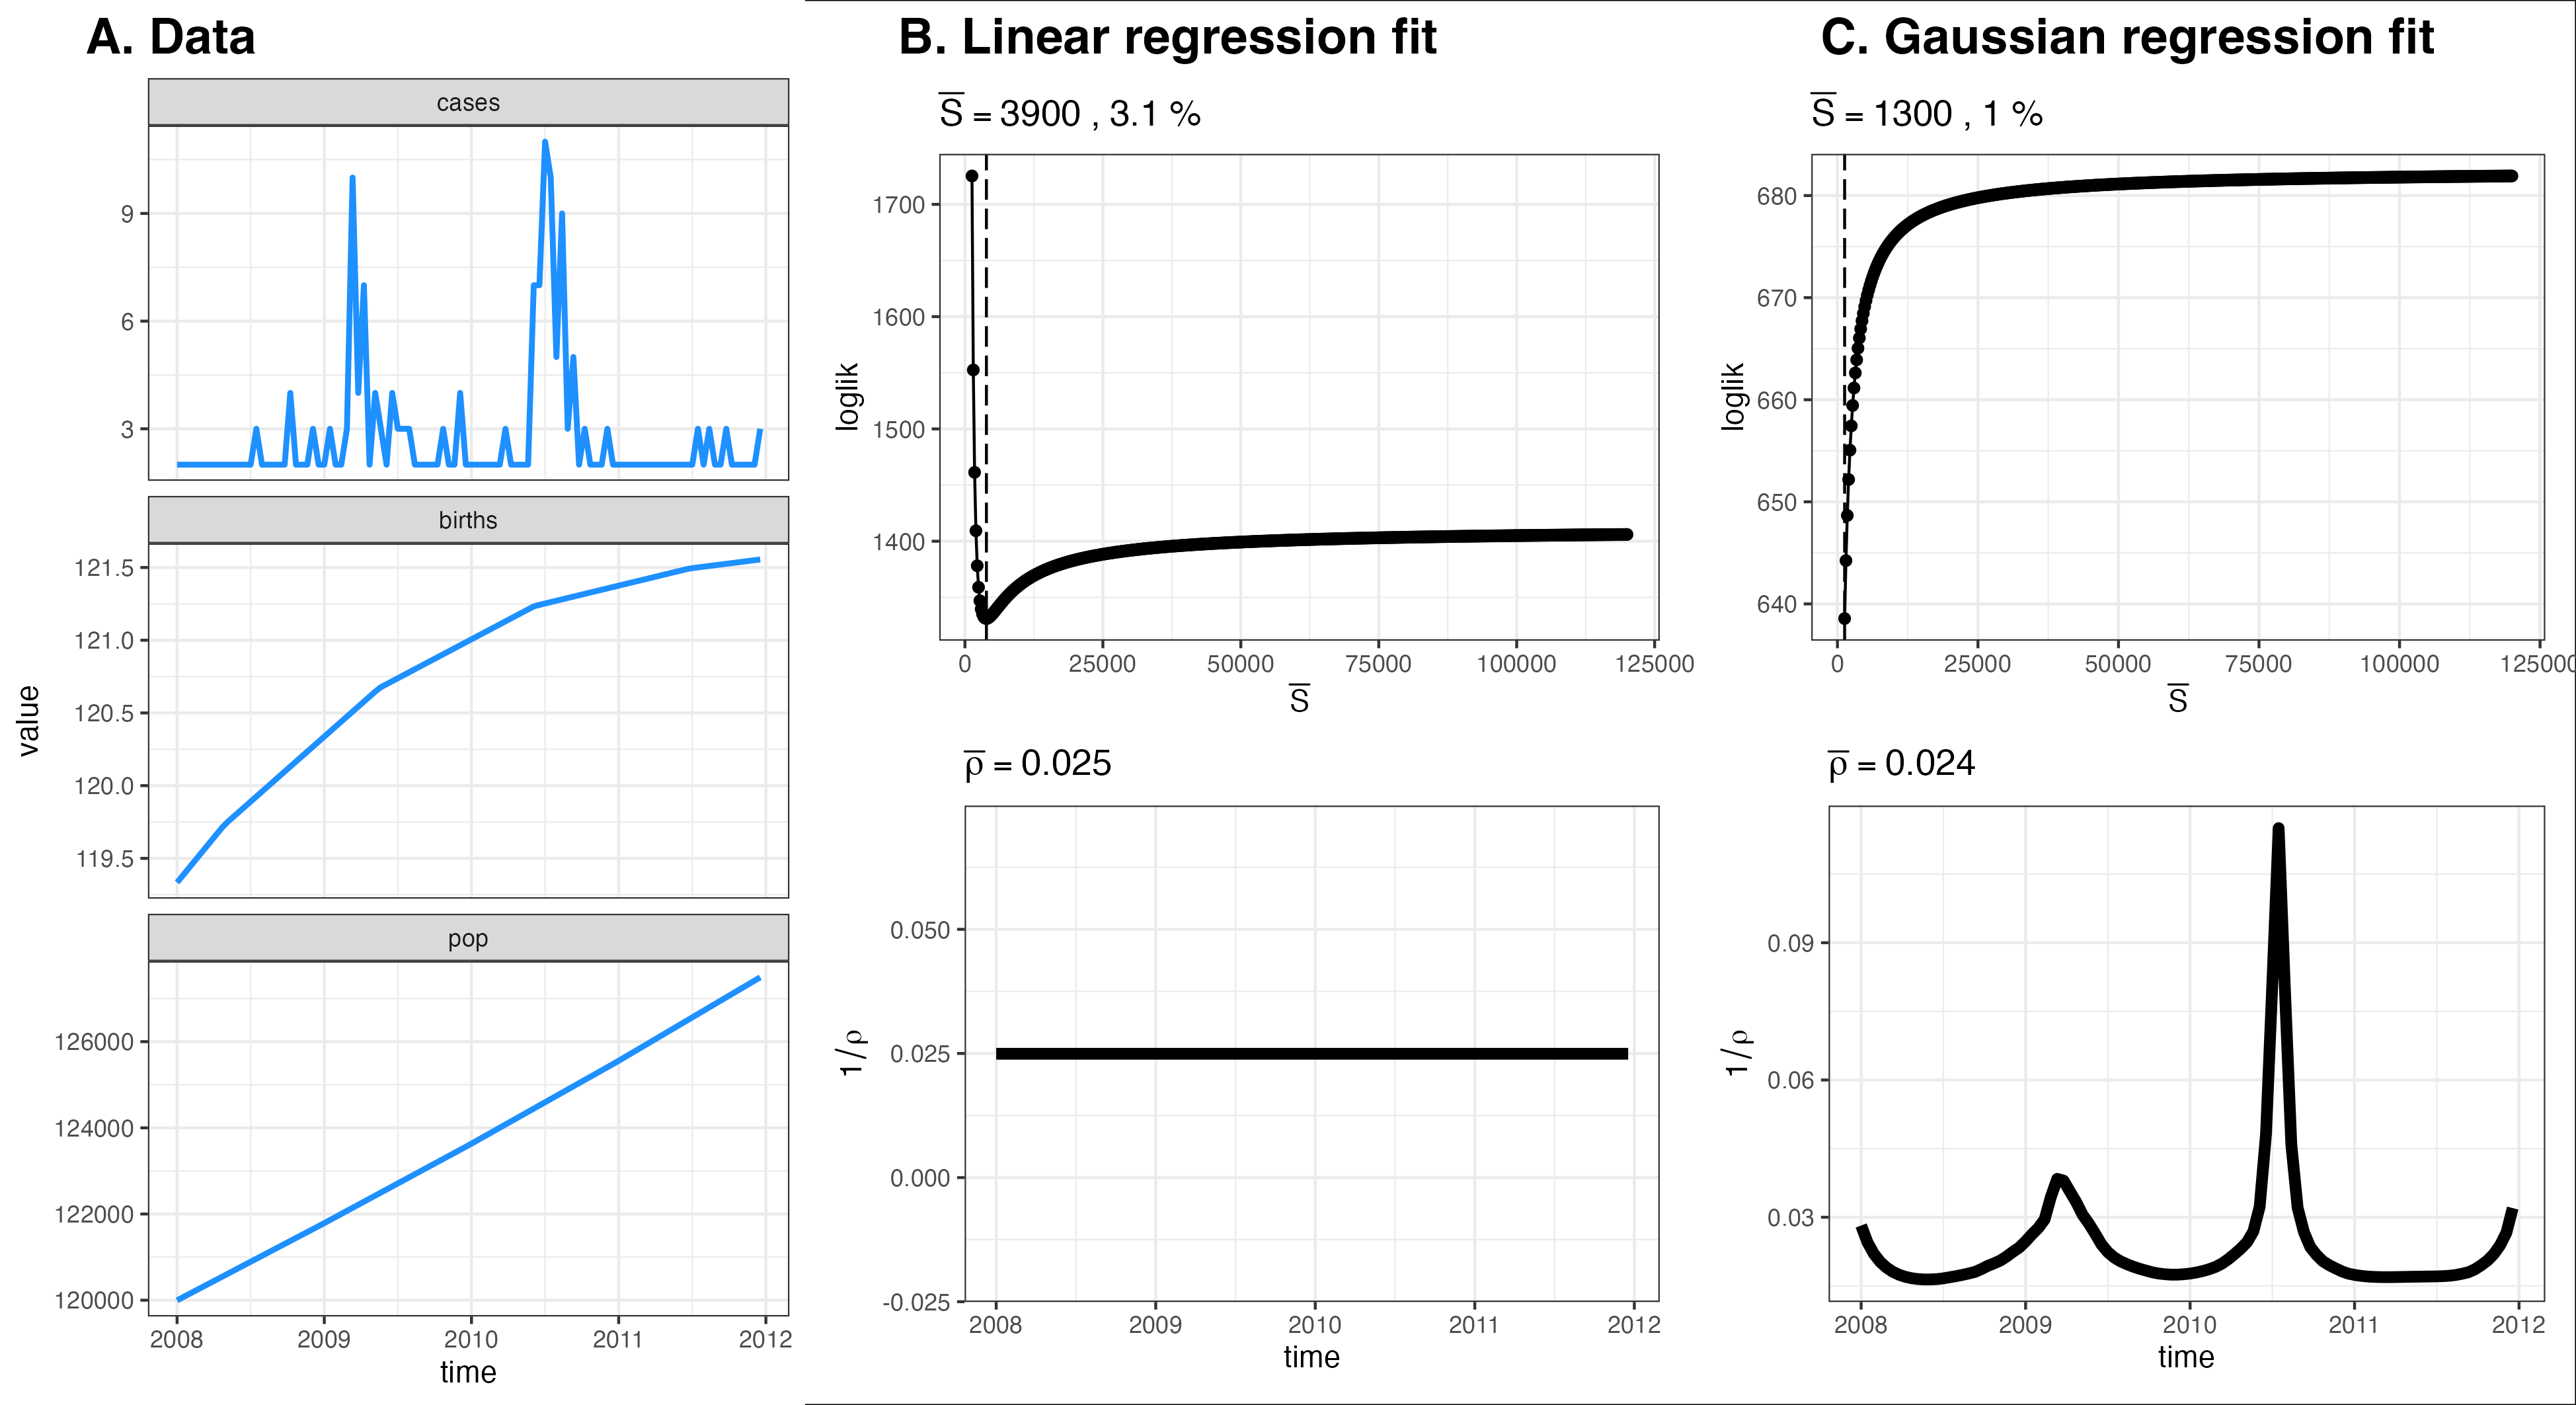 A. Data
cases
9
6
3
births
121.5
121.0
120.5
120.0
119.5
pop
126000
124000
122000
120000
2008 2009 2010 2011 2012
time
value
B. Linear regression fit
S̅ = 3900 , 3.1 %
1700
1600
1500
1400
loglik
0 25000 50000 75000 100000 125000
S̅
ρ̅ = 0.025
0.050
0.025
0.000
-0.025
1/ρ
2008 2009 2010 2011 2012
time
C. Gaussian regression fit
S̅ = 1300 , 1 %
680
670
660
650
640
loglik
0 25000 50000 75000 100000 125000
S̅
ρ̅ = 0.024
0.09
0.06
0.03
1/ρ
2008 2009 2010 2011 2012
time